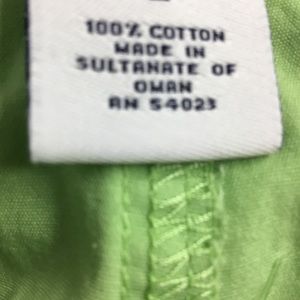 100% COTTON
MADE IN
SULTANATE OF
OMAN
RN 54023